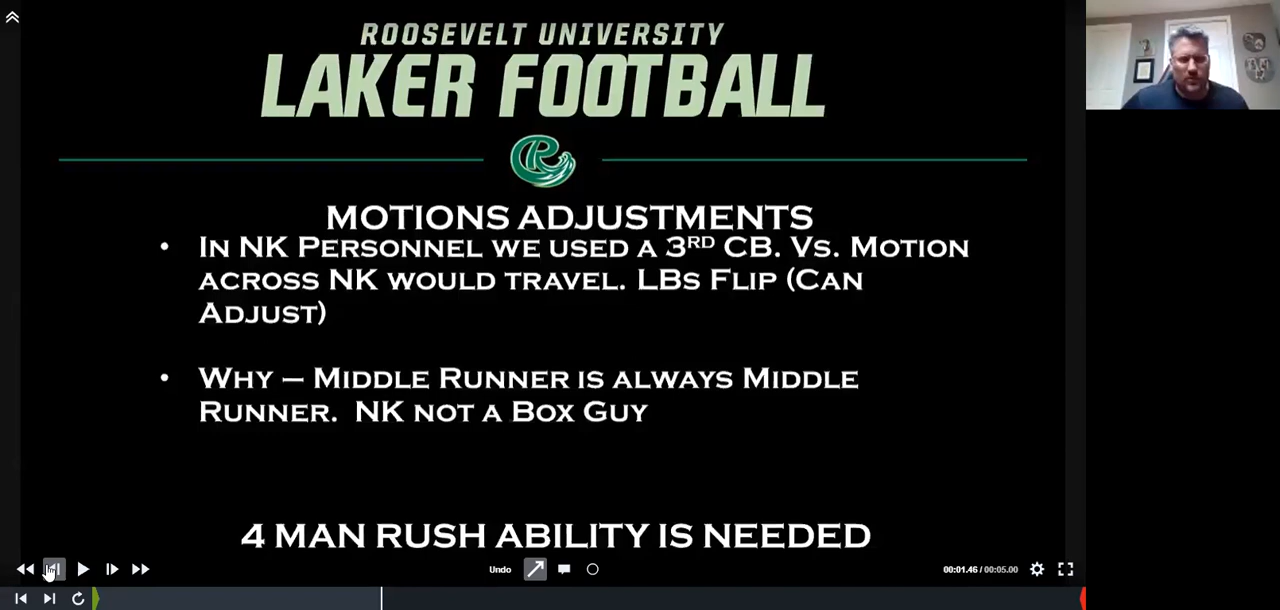 ROOSEVELT UNIVERSITY
LAKER FOOTBALL
R
MOTIONS ADJUSTMENTS
• IN NK PERSONNEL WE USED A 3RD CB. VS. MOTION
ACROSS NK WOULD TRAVEL. LBS FLIP (CAN
ADJUST)
• WHY – MIDDLE RUNNER IS ALWAYS MIDDLE
RUNNER. NK NOT A BOX GUY
4 MAN RUSH ABILITY IS NEEDED
Undo
00:01.46 / 00:05.00